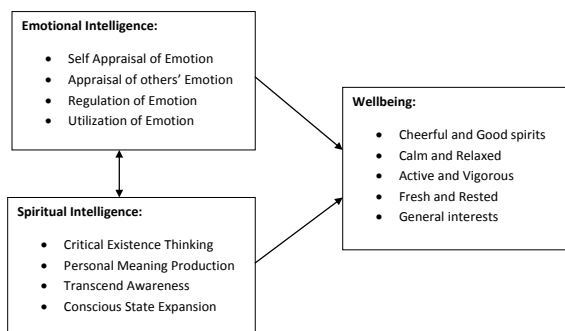 Emotional Intelligence:
• Self Appraisal of Emotion
• Appraisal of others’ Emotion
• Regulation of Emotion
• Utilization of Emotion
Spiritual Intelligence:
• Critical Existence Thinking
• Personal Meaning Production
• Transcend Awareness
• Conscious State Expansion
Wellbeing:
• Cheerful and Good spirits
• Calm and Relaxed
• Active and Vigorous
• Fresh and Rested
• General interests